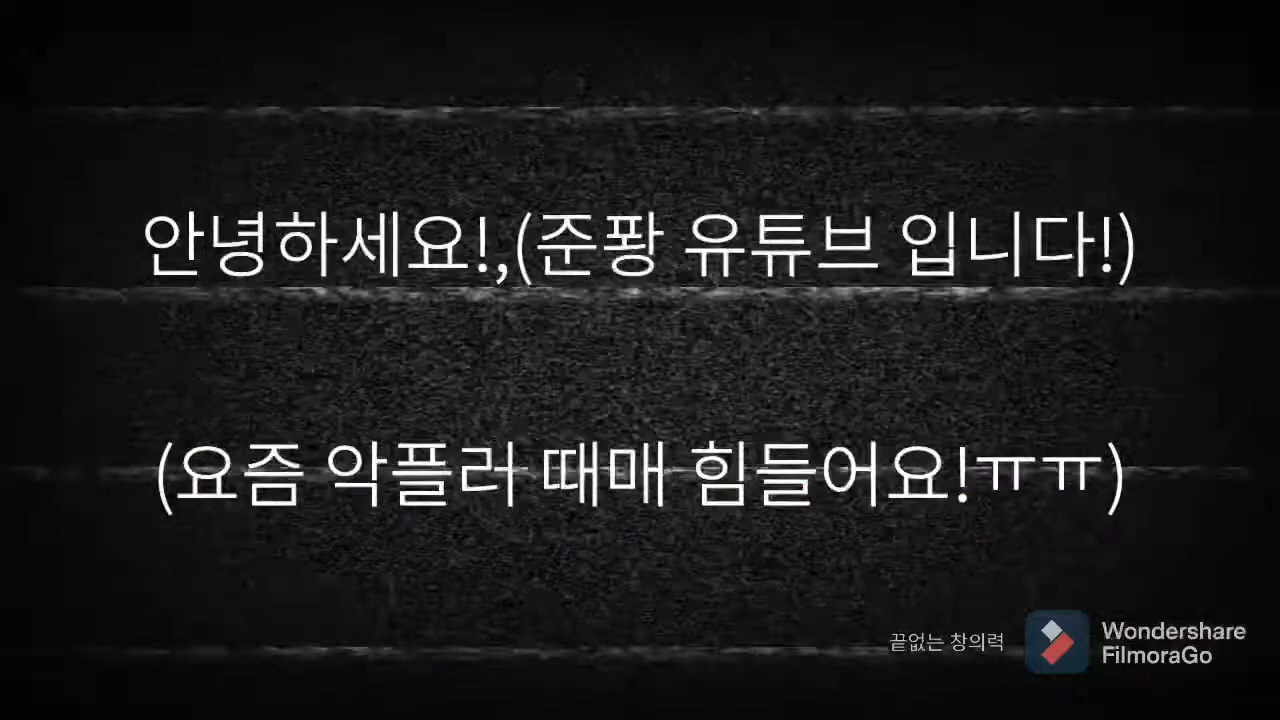 안녕하세요!,(준퐝 유튜브 입니다!)
(요즘 악플러 때매 힘들어요!ㅠㅠ)
끝없는 창의력
Wondershare
FilmoraGo